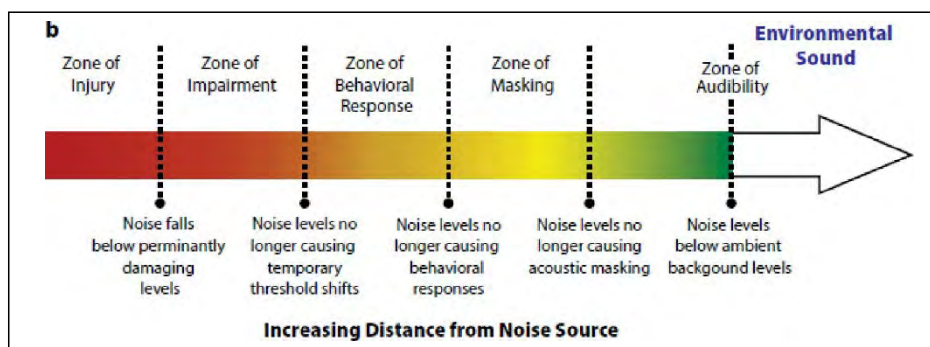 b
Environmental
Sound
Zone of
Injury
Zone of
Impairment
Zone of
Behavioral
Response
Zone of
Masking
Zone of
Audibility
Noise falls
below perminantly
damaging
levels
Noise levels no
longer causing
temporary
threshold shifts
Noise levels no
longer causing
behavioral
responses
Noise levels no
longer causing
acoustic masking
Noise levels
below ambient
backgound levels
Increasing Distance from Noise Source